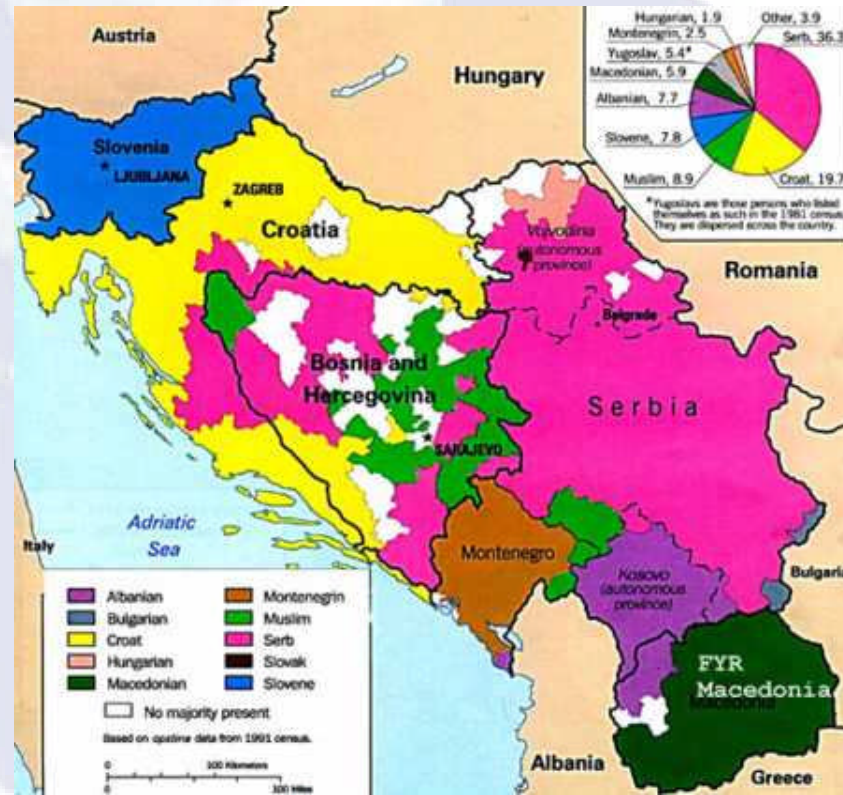 Austria
Hungary
Slovenia
LJUBLJANA
ZAGREB
Croatia
Vojvodina
(autonomous
province)
Romania
Belgrade
Bosnia and
Hercegovina
Serbia
SARAJEVO
Adriatic
Sea
Italy
Montenegro
Kosovo
(autonomous
province)
Bulgaria
FYR
Macedonia
Macedonia
Albania
Greece
Hungarian, 1.9
Other, 3.9
Montenegrin, 2.5
Serb, 36.3
Yugoslav, 5.4*
Macedonian, 5.9
Albanian, 7.7
Slovene, 7.8
Muslim, 8.9
Croat, 19.7
*Yugoslavs are those persons who listed
themselves as such in the 1981 census.
They are dispersed across the country.
Albanian
Bulgarian
Croat
Hungarian
Macedonian
Montenegrin
Muslim
Serb
Slovak
Slovene
No majority present
Based on opština data from 1991 census.
0 100 Kilometers
0 100 Miles